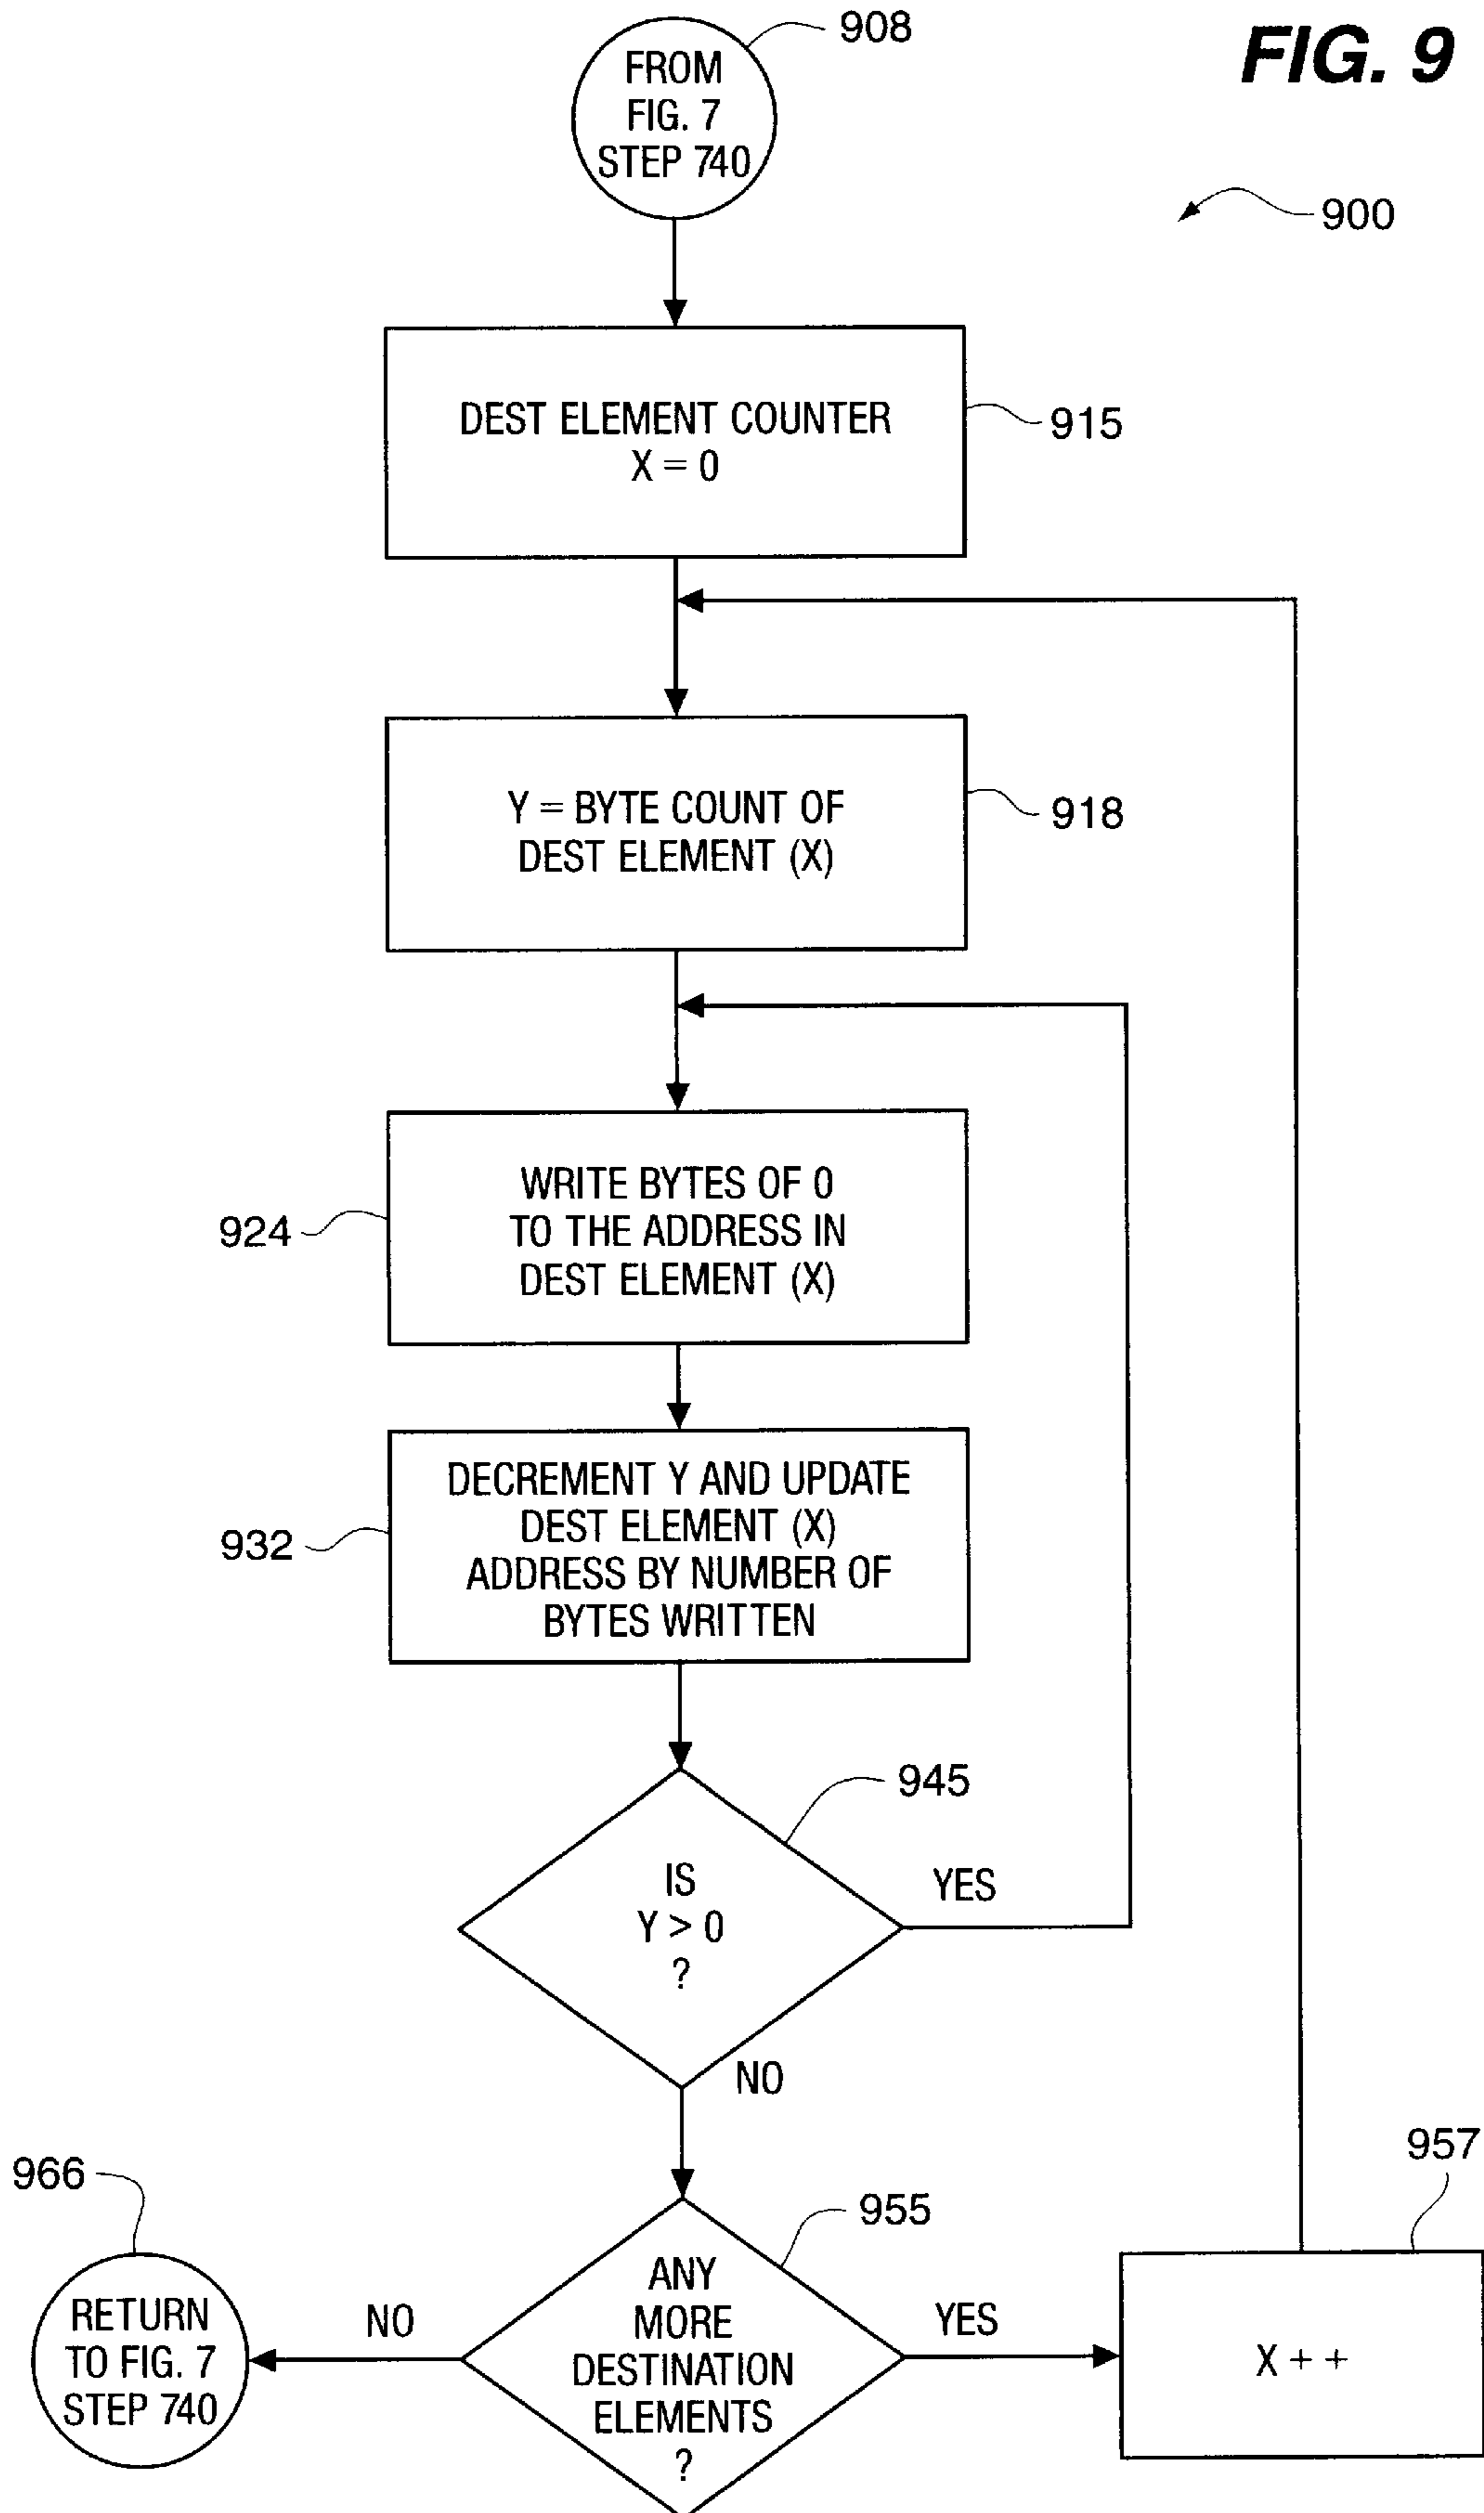 FIG. 9
908
FROM
FIG. 7
STEP 740
900
DEST ELEMENT COUNTER
X = 0
915
Y = BYTE COUNT OF
DEST ELEMENT (X)
918
WRITE BYTES OF 0
TO THE ADDRESS IN
DEST ELEMENT (X)
924
DECREMENT Y AND UPDATE
DEST ELEMENT (X)
ADDRESS BY NUMBER OF
BYTES WRITTEN
932
945
IS
Y > 0
?
YES
NO
957
966
955
ANY
MORE
DESTINATION
ELEMENTS
?
NO
YES
RETURN
TO FIG. 7
STEP 740
X + +